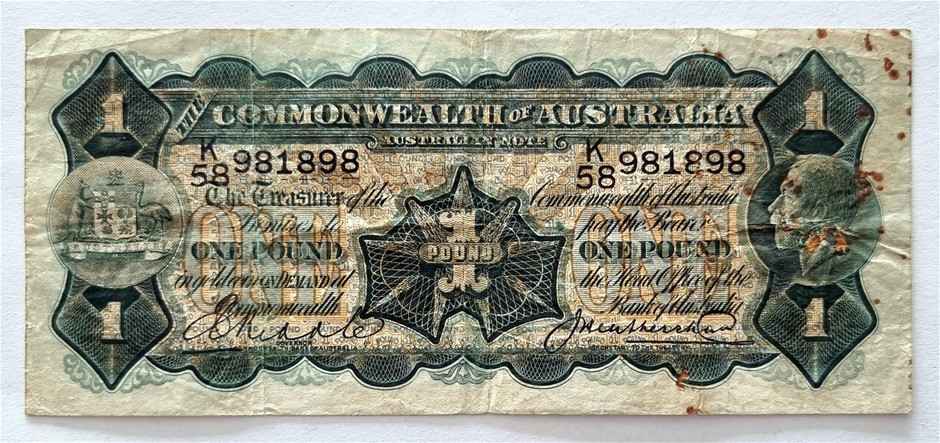 THE COMMONWEALTH OF AUSTRALIA
AUSTRALIAN NOTE
1 1
K K
58 981898 58 981898
The Treasurer of the Commonwealth of Australia
Promises to pay the Bearer
ONE POUND ONE POUND
in gold coin ON DEMAND at the Head Office of the
Commonwealth Bank of Australia
1 POUND
ONE ONE
1 1